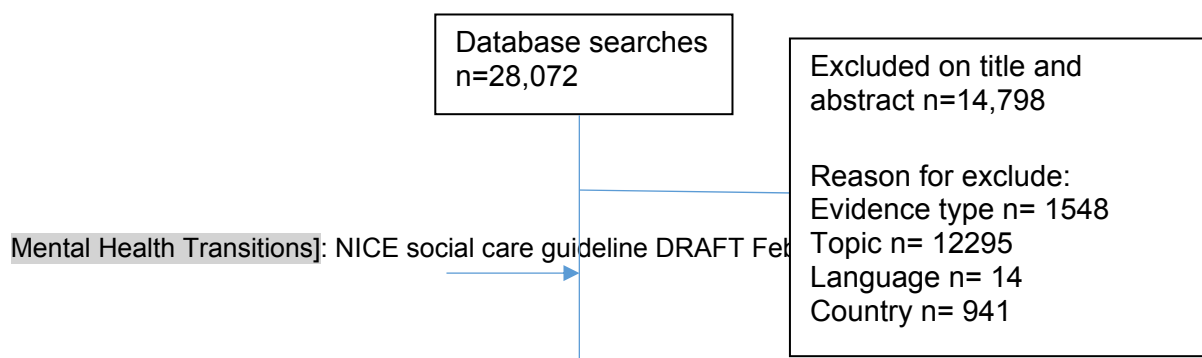 Database searches
n=28,072
Excluded on title and
abstract n=14,798
Reason for exclude:
Evidence type n= 1548
Topic n= 12295
Language n= 14
Country n= 941
Mental Health Transitions]: NICE social care guideline DRAFT